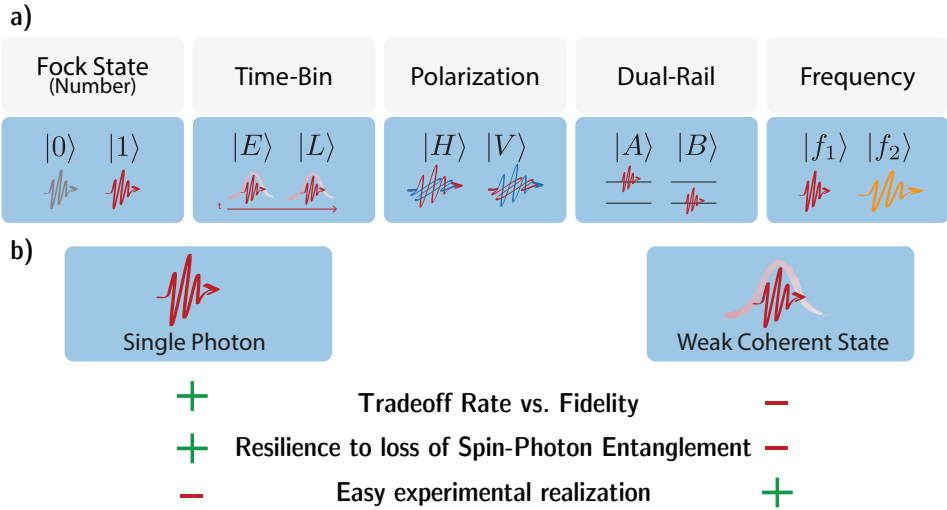 a)
Fock State
(Number)
Time-Bin
Polarization
Dual-Rail
Frequency
|0⟩ |1⟩
|E⟩ |L⟩
t
|H⟩ |V⟩
|A⟩ |B⟩
|f₁⟩ |f₂⟩
b)
Single Photon
Weak Coherent State
+ Tradeoff Rate vs. Fidelity −
+ Resilience to loss of Spin-Photon Entanglement −
− Easy experimental realization +